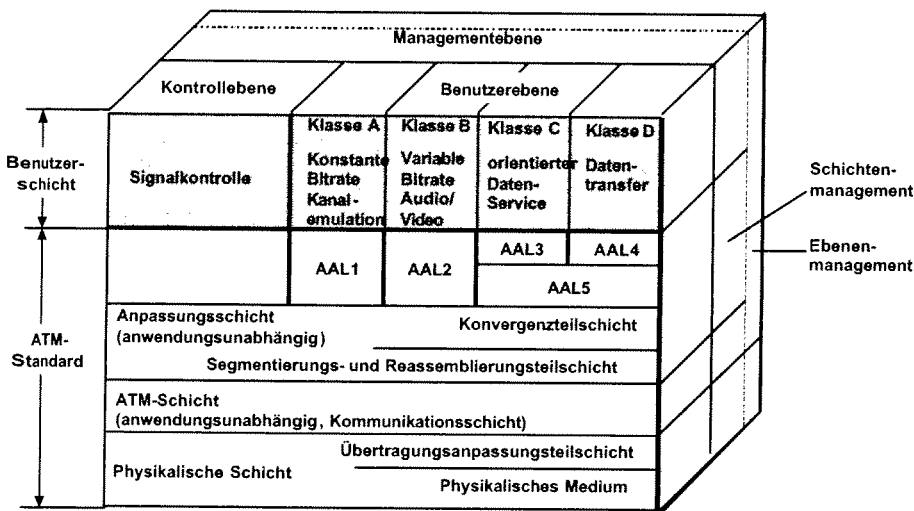 Managementebene
Kontrollebene
Benutzerebene
Benutzer-
schicht
Signalkontrolle
Klasse A
Konstante
Bitrate
Kanal-
emulation
Klasse B
Variable
Bitrate
Audio/
Video
Klasse C
orientierter
Daten-
Service
Klasse D
Daten-
transfer
Schichten-
management
Ebenen-
management
AAL1
AAL2
AAL3
AAL4
AAL5
ATM-
Standard
Anpassungsschicht
(anwendungsunabhängig)
Konvergenzteilschicht
Segmentierungs- und Reassemblierungsteilschicht
ATM-Schicht
(anwendungsunabhängig, Kommunikationsschicht)
Übertragungsanpassungsteilschicht
Physikalische Schicht
Physikalisches Medium